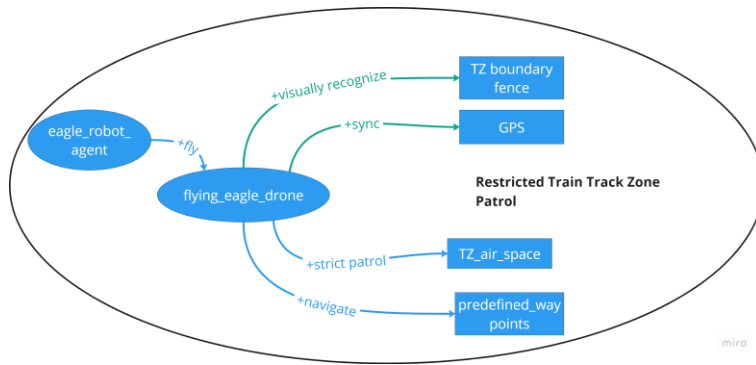 +visually recognize
TZ boundary
fence
eagle_robot_
agent
+fly
+sync
GPS
flying_eagle_drone
Restricted Train Track Zone
Patrol
+strict patrol
TZ_air_space
+navigate
predefined_way
points
miro